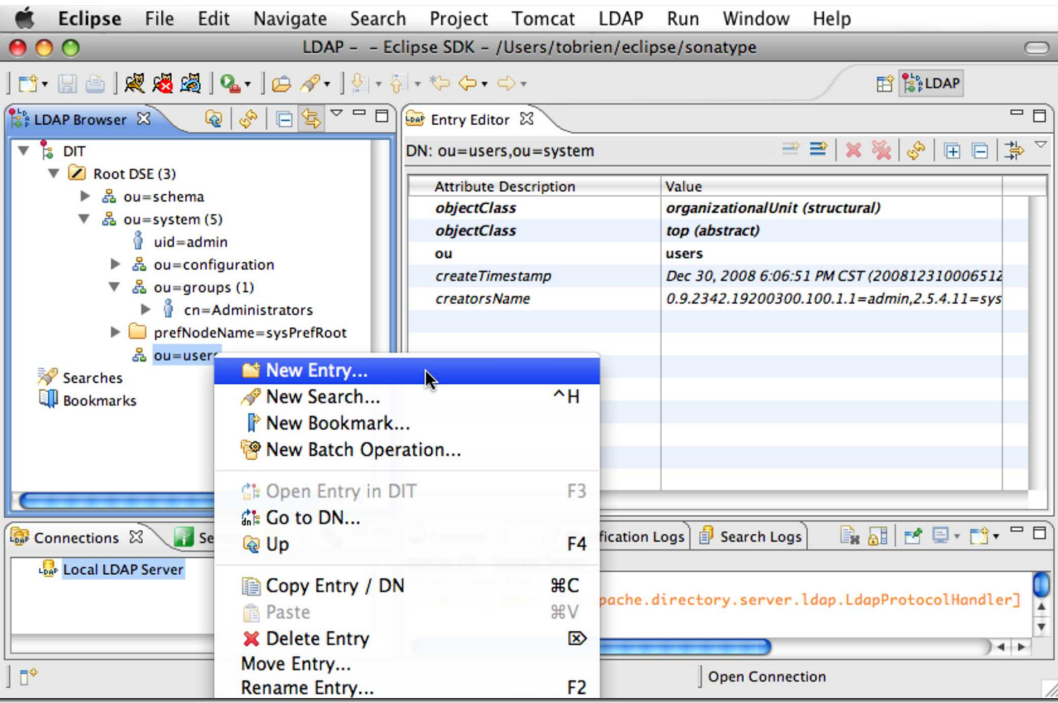 Eclipse File Edit Navigate Search Project Tomcat LDAP Run Window Help
LDAP – – Eclipse SDK – /Users/tobrien/eclipse/sonatype
LDAP
LDAP Browser
Entry Editor
DIT
Root DSE (3)
ou=schema
ou=system (5)
uid=admin
ou=configuration
ou=groups (1)
cn=Administrators
prefNodeName=sysPrefRoot
ou=users
Searches
Bookmarks
DN: ou=users,ou=system
Attribute Description Value
objectClass organizationalUnit (structural)
objectClass top (abstract)
ou users
createTimestamp Dec 30, 2008 6:06:51 PM CST (200812310006512
creatorsName 0.9.2342.19200300.100.1.1=admin,2.5.4.11=sys
New Entry...
New Search... ^H
New Bookmark...
New Batch Operation...
Open Entry in DIT F3
Go to DN...
Up F4
Copy Entry / DN ⌘C
Paste ⌘V
Delete Entry ⌦
Move Entry...
Rename Entry... F2
Connections Se
Local LDAP Server
fication Logs Search Logs
pache.directory.server.ldap.LdapProtocolHandler]
Open Connection